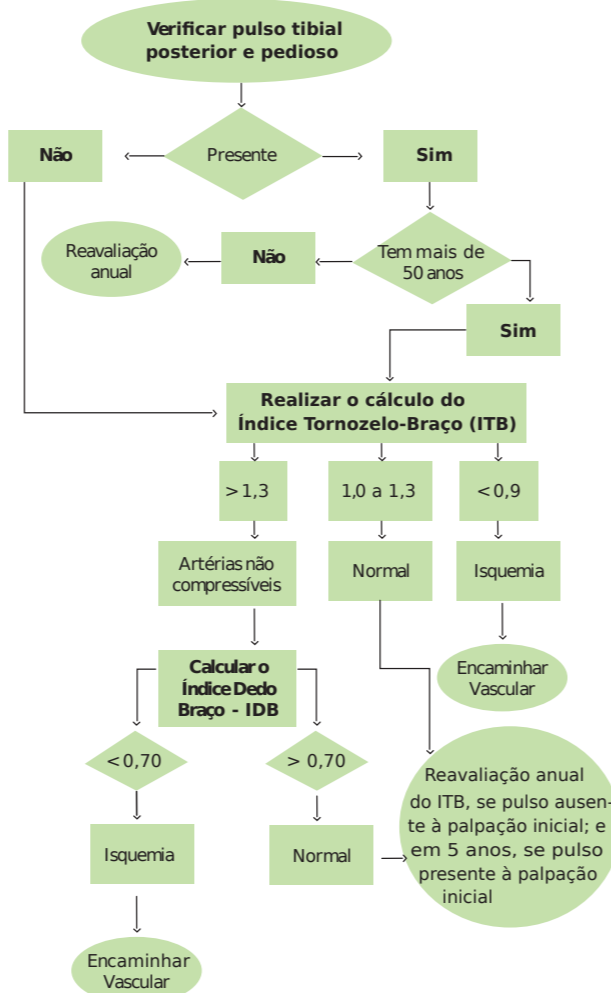 Verificar pulso tibial
posterior e pedioso
Não
Presente
Sim
Reavaliação
anual
Não
Tem mais de
50 anos
Sim
Realizar o cálculo do
Índice Tornozelo-Braço (ITB)
>1,3
1,0 a 1,3
<0,9
Artérias não
compressíveis
Normal
Isquemia
Calcular o
Índice Dedo
Braço - IDB
Encaminhar
Vascular
<0,70
> 0,70
Reavaliação anual
do ITB, se pulso ausen-
te à palpação inicial; e
em 5 anos, se pulso
presente à palpação
inicial
Isquemia
Normal
Encaminhar
Vascular